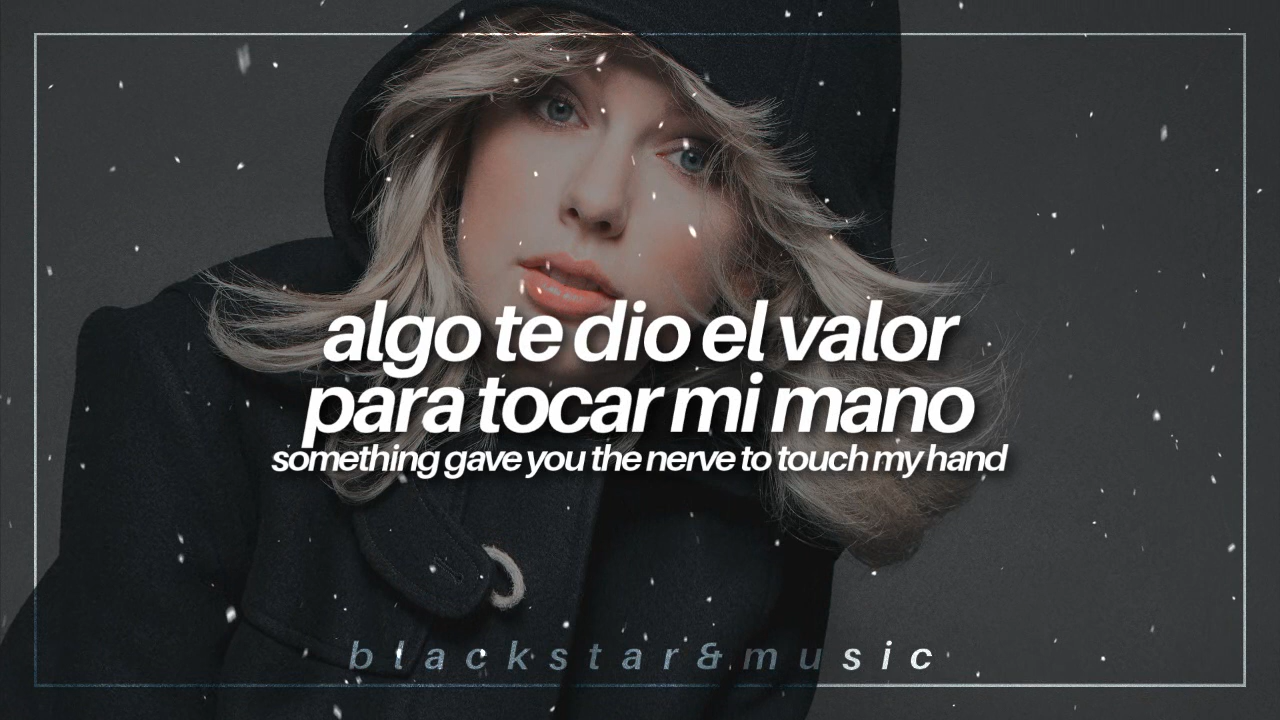 algo te dio el valor
para tocar mi mano
something gave you the nerve to touch my hand
blackstar&music